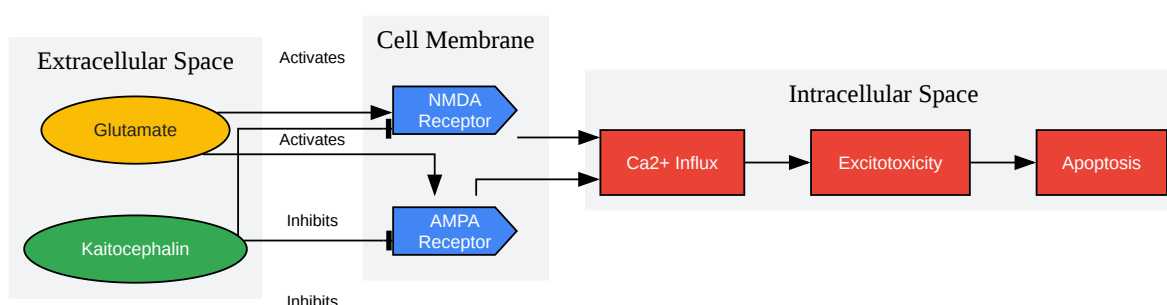 Extracellular Space
Activates
Cell Membrane
Glutamate
NMDA
Receptor
Activates
Intracellular Space
Ca2+ Influx
Excitotoxicity
Apoptosis
Kaitocephalin
Inhibits
AMPA
Receptor
Inhibits